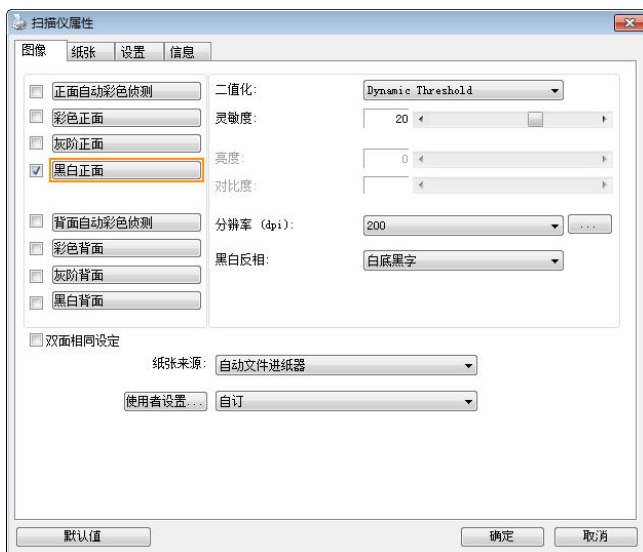 扫描仪属性
图像 纸张 设置 信息
正面自动彩色侦测
彩色正面
灰阶正面
黑白正面
背面自动彩色侦测
彩色背面
灰阶背面
黑白背面
二值化: Dynamic Threshold
灵敏度: 20
亮度: 0
对比度:
分辨率 (dpi): 200 ...
黑白反相: 白底黑字
双面相同设定
纸张来源: 自动文件进纸器
使用者设置... 自订
默认值 确定 取消